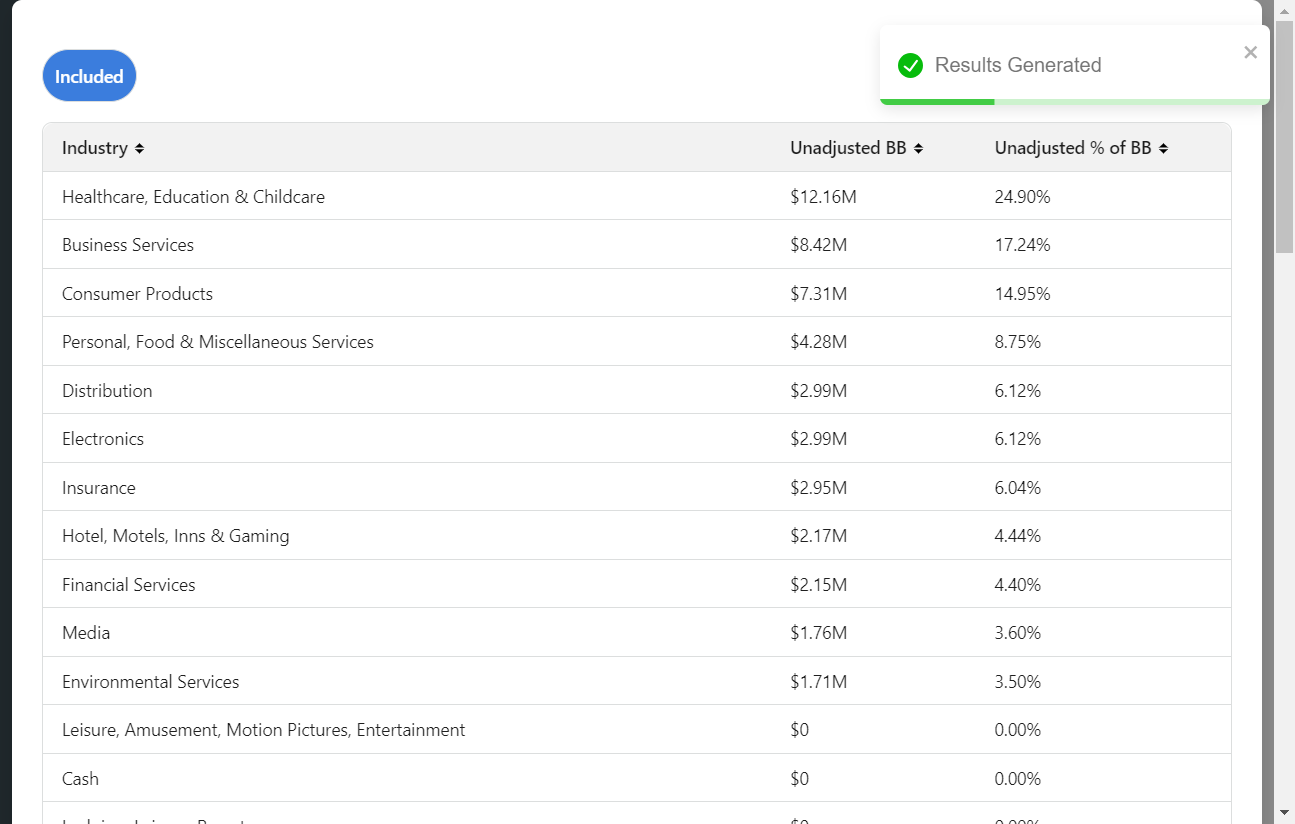 Included
Results Generated
Industry Unadjusted BB Unadjusted % of BB
Healthcare, Education & Childcare $12.16M 24.90%
Business Services $8.42M 17.24%
Consumer Products $7.31M 14.95%
Personal, Food & Miscellaneous Services $4.28M 8.75%
Distribution $2.99M 6.12%
Electronics $2.99M 6.12%
Insurance $2.95M 6.04%
Hotel, Motels, Inns & Gaming $2.17M 4.44%
Financial Services $2.15M 4.40%
Media $1.76M 3.60%
Environmental Services $1.71M 3.50%
Leisure, Amusement, Motion Pictures, Entertainment $0 0.00%
Cash $0 0.00%
$0 0.00%